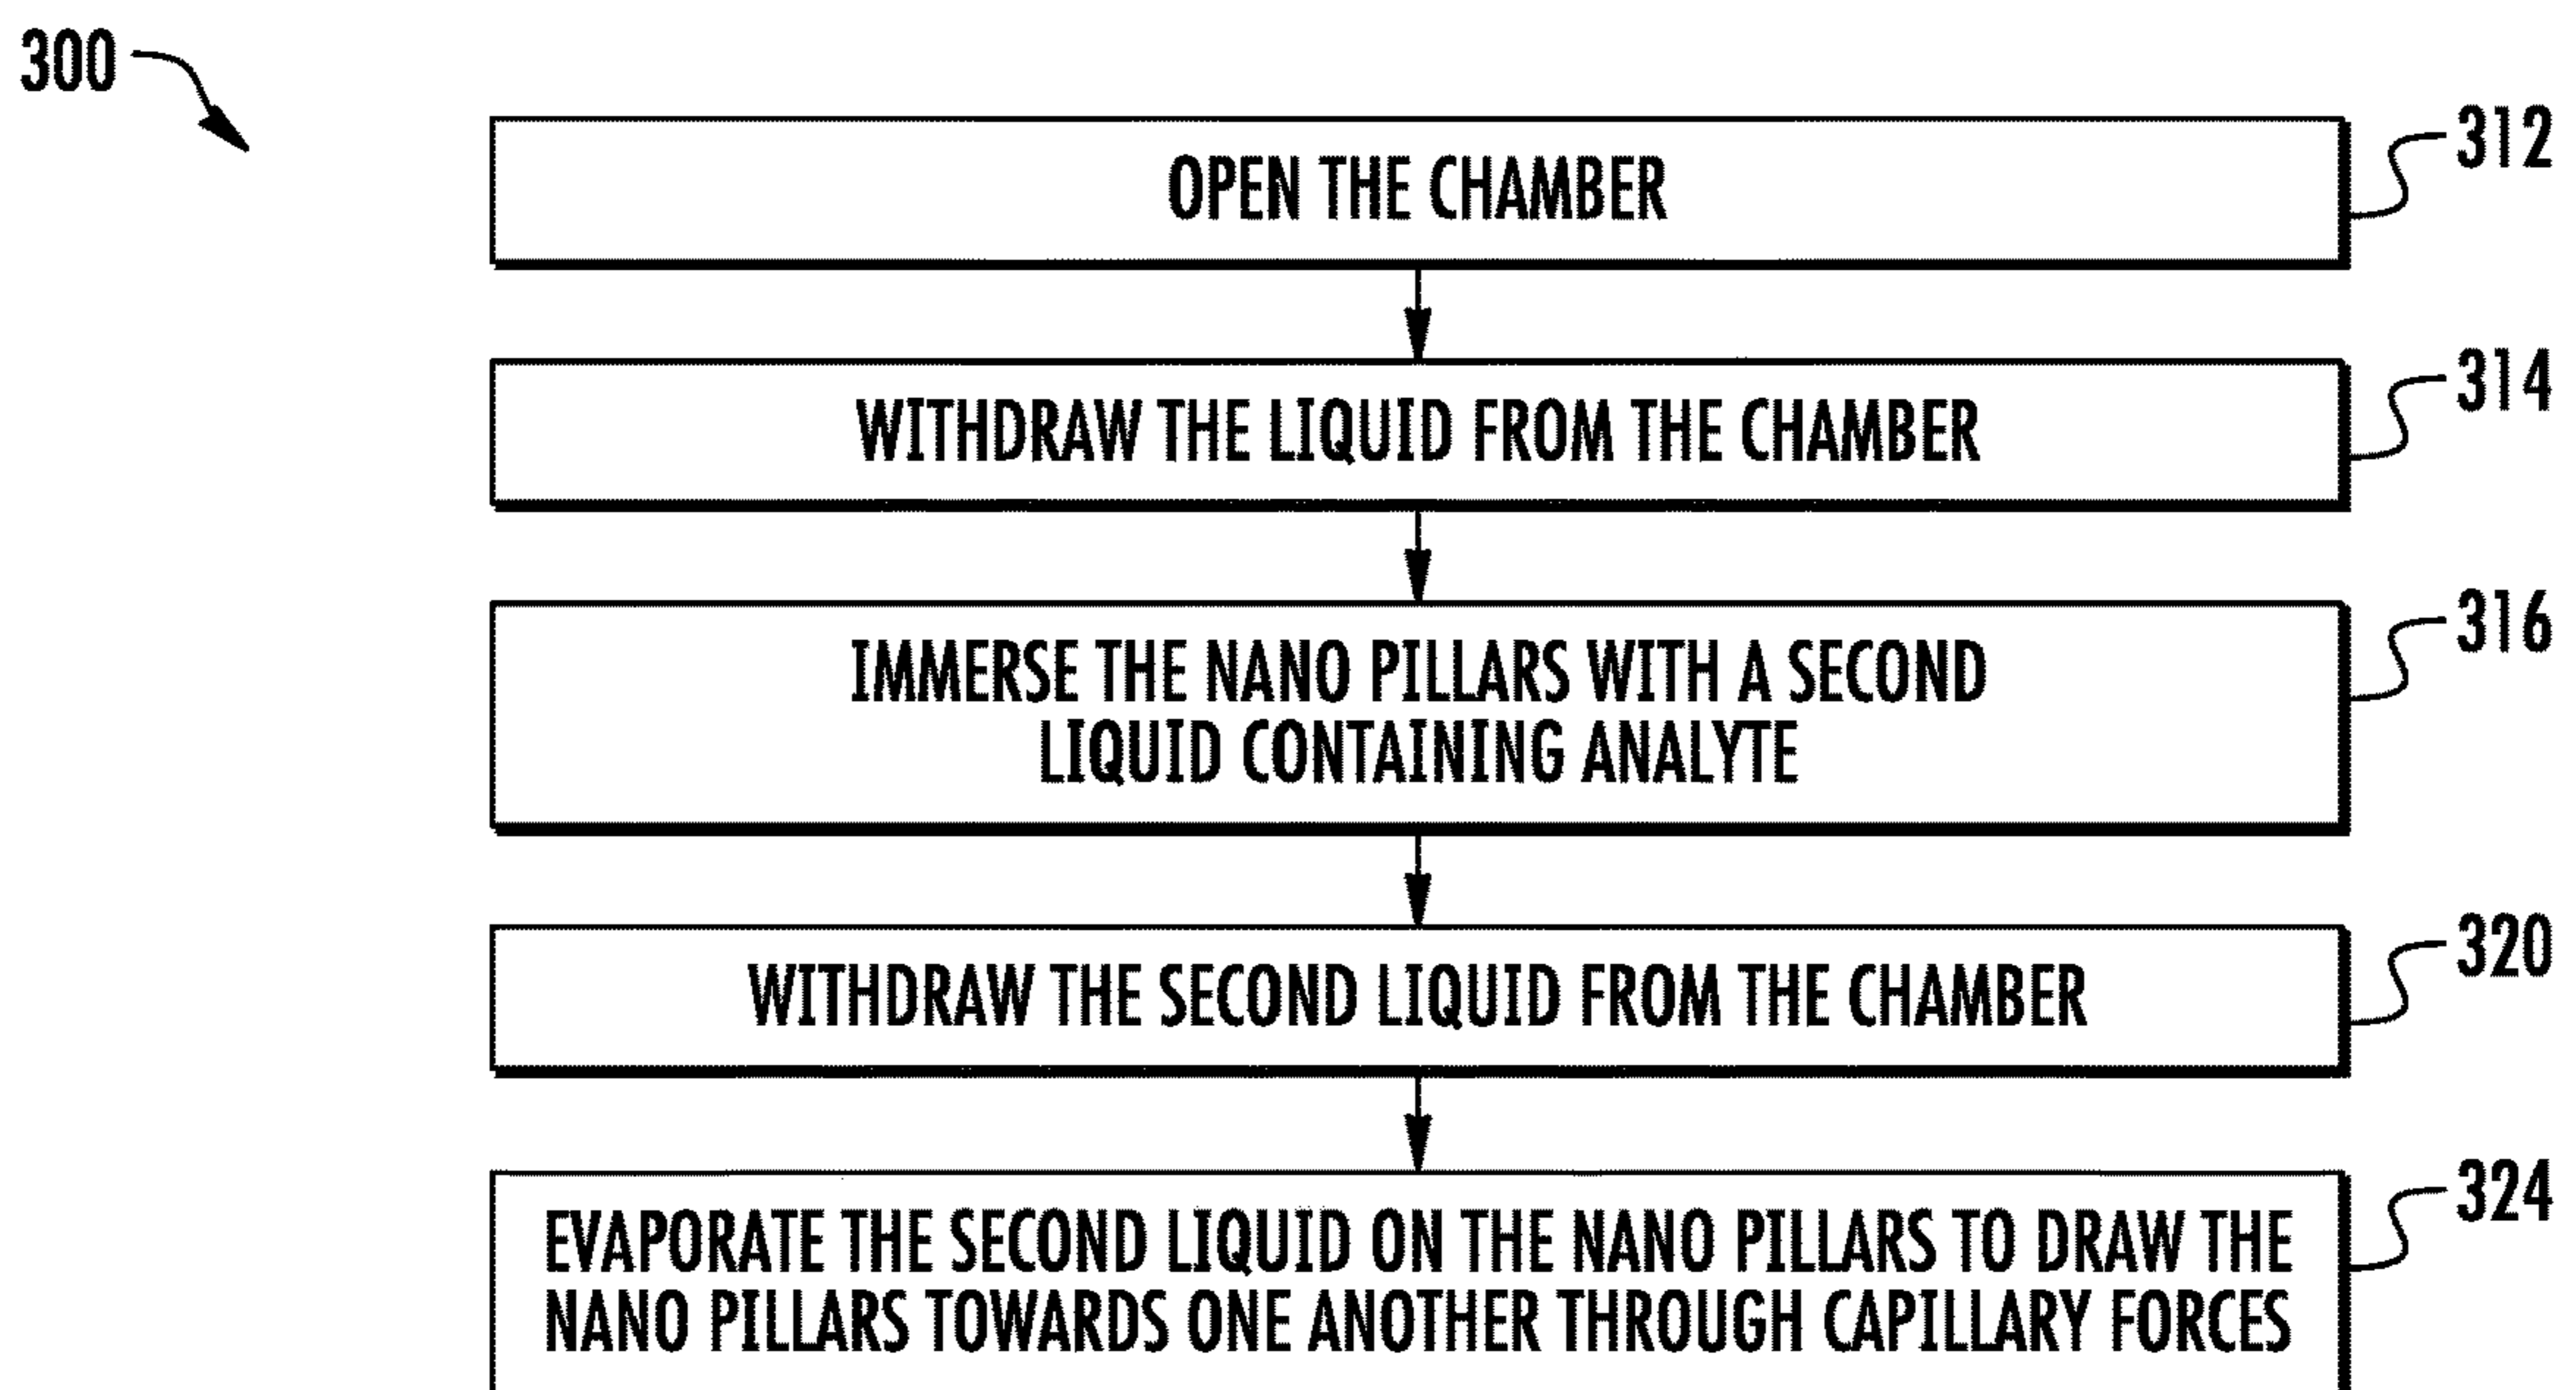 300
OPEN THE CHAMBER
312
WITHDRAW THE LIQUID FROM THE CHAMBER
314
IMMERSE THE NANO PILLARS WITH A SECOND
LIQUID CONTAINING ANALYTE
316
WITHDRAW THE SECOND LIQUID FROM THE CHAMBER
320
EVAPORATE THE SECOND LIQUID ON THE NANO PILLARS TO DRAW THE
NANO PILLARS TOWARDS ONE ANOTHER THROUGH CAPILLARY FORCES
324